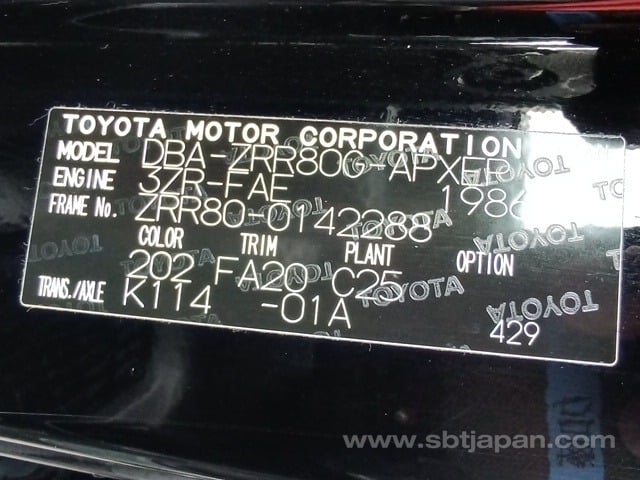 TOYOTA MOTOR CORPORATION
MODEL DBA-ZRR80G-APXEP
ENGINE 3ZR-FAE 1986
FRAME No. ZRR80-0142288
COLOR TRIM PLANT OPTION
202 FA20 C25
TRANS./AXLE K114 -01A
429
www.sbtjapan.com